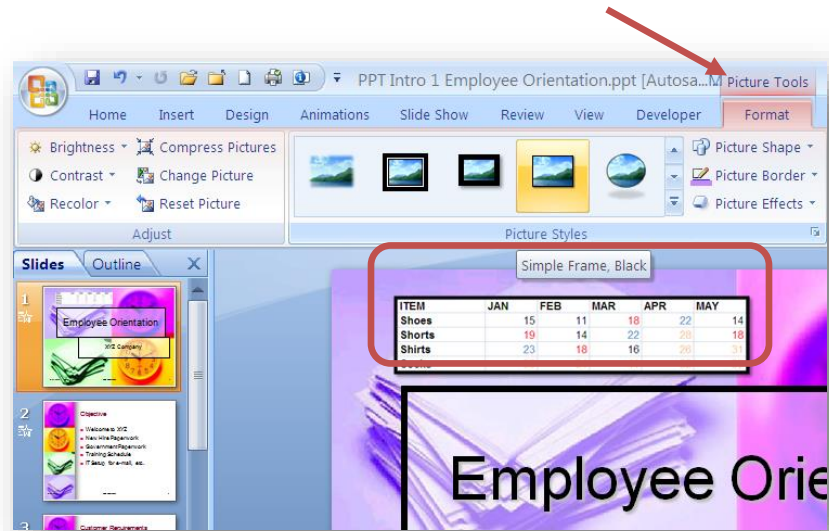 PPT Intro 1 Employee Orientation.ppt [Autosa...M Picture Tools
Home Insert Design Animations Slide Show Review View Developer Format
Brightness Compress Pictures Picture Shape
Contrast Change Picture Picture Border
Recolor Reset Picture Picture Effects
Adjust Picture Styles
Simple Frame, Black
Slides Outline X
1
Employee Orientation
XYZ Company
2
Objective
Welcome to XYZ
New Hire Paperwork
Government Paperwork
Training Schedule
IT Setup for e-mail, etc.
3
Customer Requirements
ITEM JAN FEB MAR APR MAY
Shoes 15 11 18 22 14
Shorts 19 14 22 28 18
Shirts 23 18 16 26 31
Employee Orie